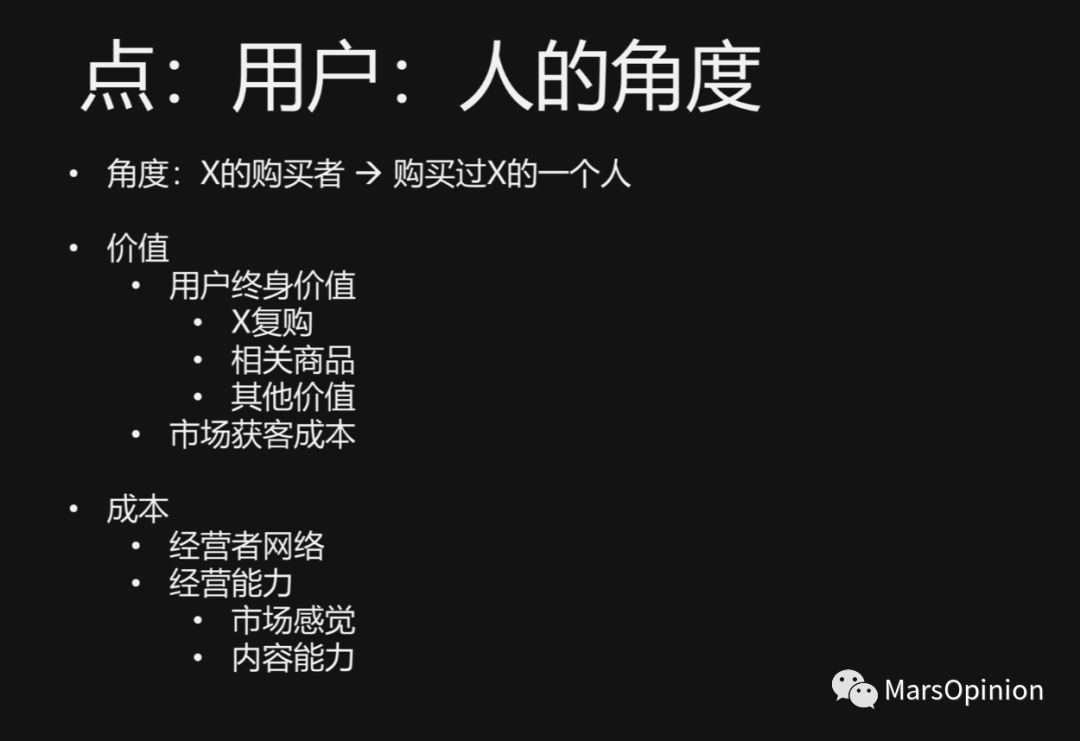 点：用户：人的角度
• 角度：X的购买者 → 购买过X的一个人
• 价值
• 用户终身价值
• X复购
• 相关商品
• 其他价值
• 市场获客成本
• 成本
• 经营者网络
• 经营能力
• 市场感觉
• 内容能力
MarsOpinion